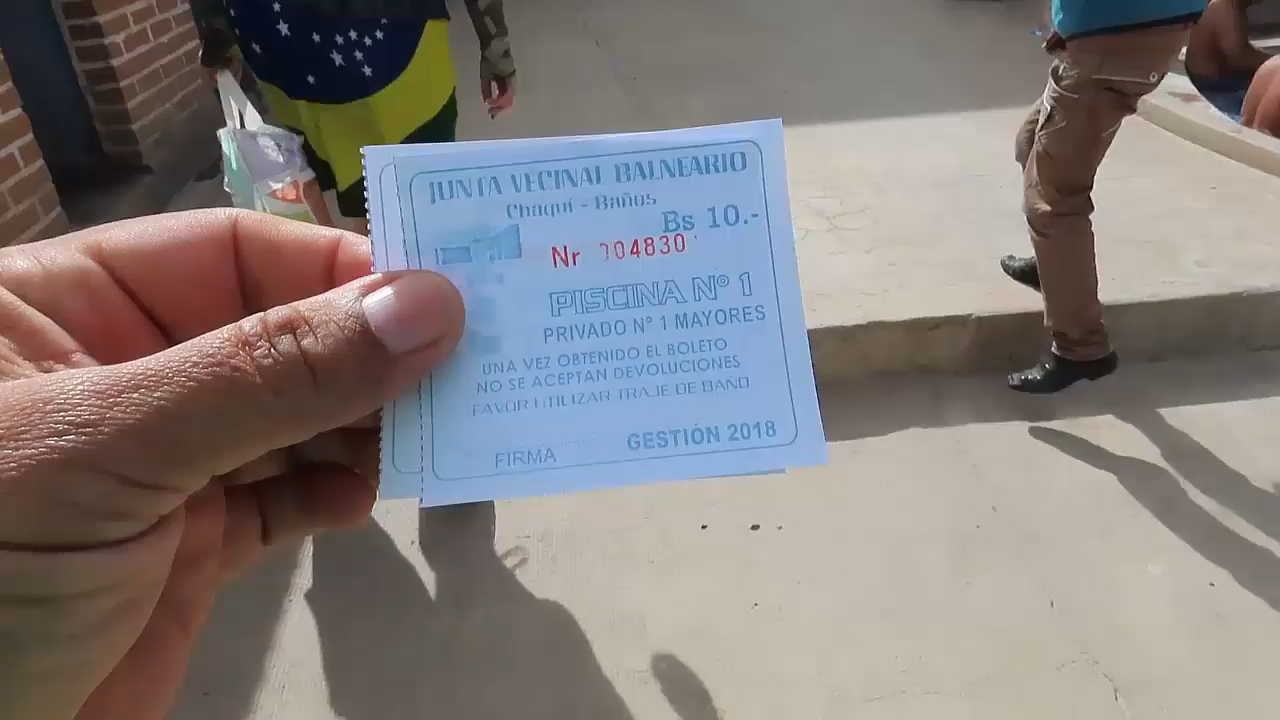 JUNTA VECINAL BALNEARIO
Chaquí - Baños
Bs 10.-
Nr 004830
PISCINA Nº 1
PRIVADO Nº 1 MAYORES
UNA VEZ OBTENIDO EL BOLETO
NO SE ACEPTAN DEVOLUCIONES
FAVOR UTILIZAR TRAJE DE BAÑO
FIRMA
GESTIÓN 2018